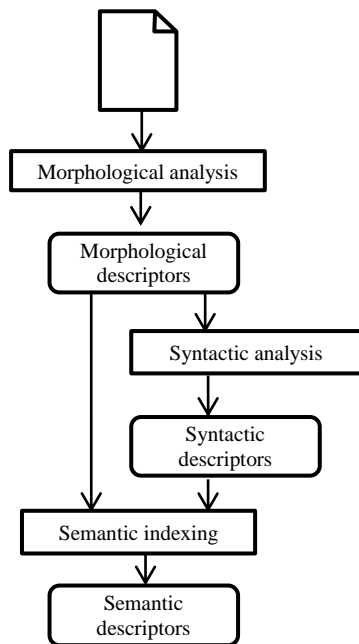 Morphological analysis
Morphological
descriptors
Syntactic analysis
Syntactic
descriptors
Semantic indexing
Semantic
descriptors